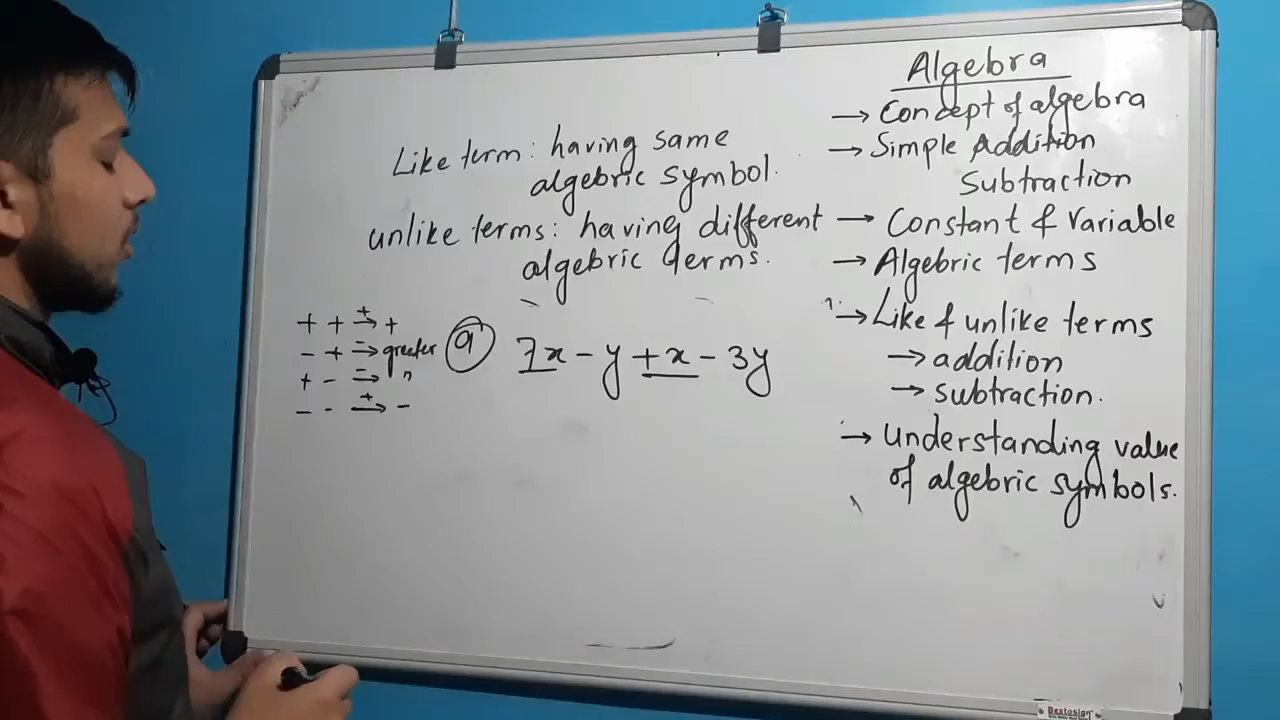 Like term: having same
algebric symbol.
unlike terms: having different
algebric terms.
+ + +→ +
- + -→ greater
+ - -→ "
- - +→ -
a 7x - y + x - 3y
Algebra
→ Concept of algebra
→ Simple Addition
Subtraction
→ Constant & Variable
→ Algebric terms
→ Like & unlike terms
→ addition
→ subtraction.
→ Understanding value
of algebric symbols.
Bestosign